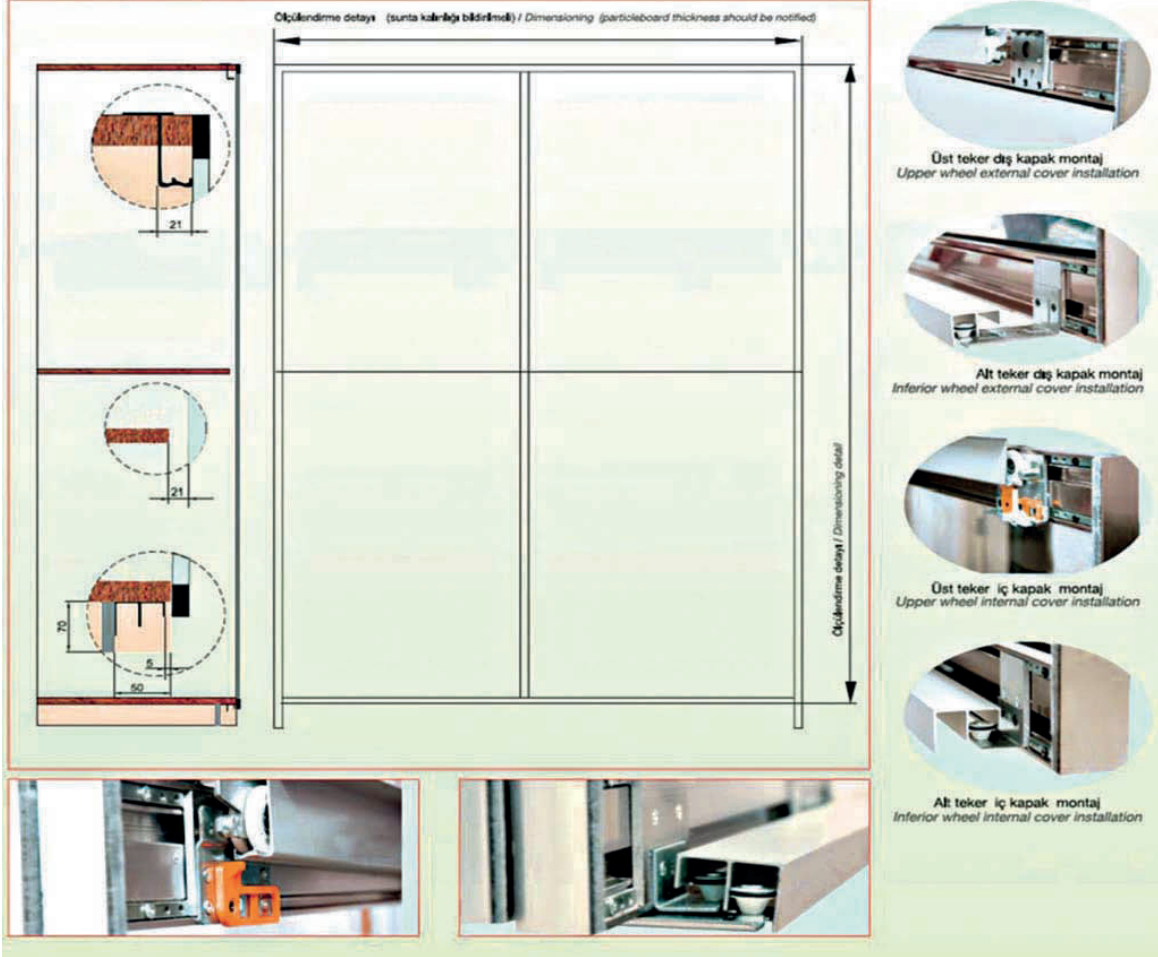 Ölçülendirme detayı (sunta kalınlığı bildirilmeli) / Dimensioning (particleboard thickness should be notified)
21
21
70
5
50
Ölçülendirme detayı / Dimensioning detail
Üst teker dış kapak montaj
Upper wheel external cover installation
Alt teker dış kapak montaj
Inferior wheel external cover installation
Üst teker iç kapak montaj
Upper wheel internal cover installation
Alt teker iç kapak montaj
Inferior wheel internal cover installation